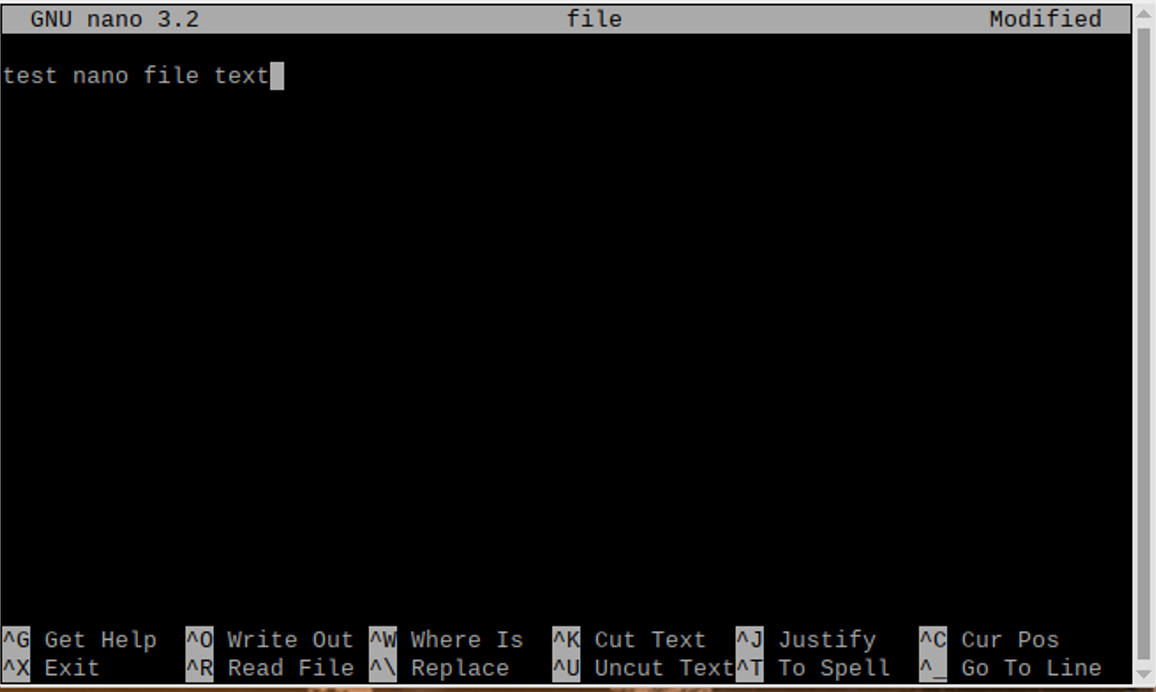 GNU nano 3.2 file Modified
test nano file text
^G Get Help ^O Write Out ^W Where Is ^K Cut Text ^J Justify ^C Cur Pos
^X Exit ^R Read File ^\ Replace ^U Uncut Text ^T To Spell ^_ Go To Line